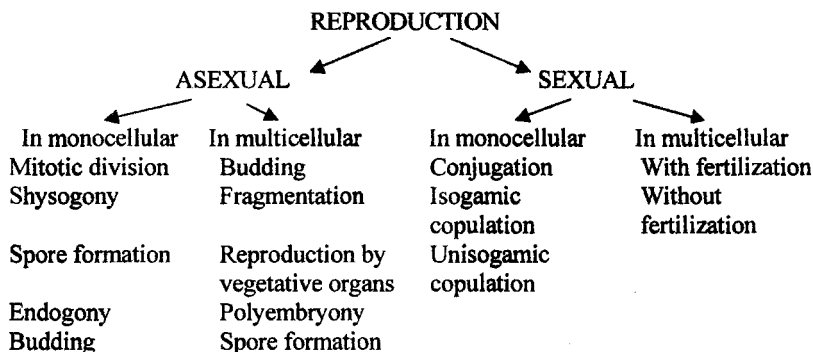 REPRODUCTION
ASEXUAL SEXUAL
In monocellular In multicellular In monocellular In multicellular
Mitotic division Budding Conjugation With fertilization
Shysogony Fragmentation Isogamic Without
copulation fertilization
Spore formation Reproduction by Unisogamic
vegetative organs copulation
Endogony Polyembryony
Budding Spore formation